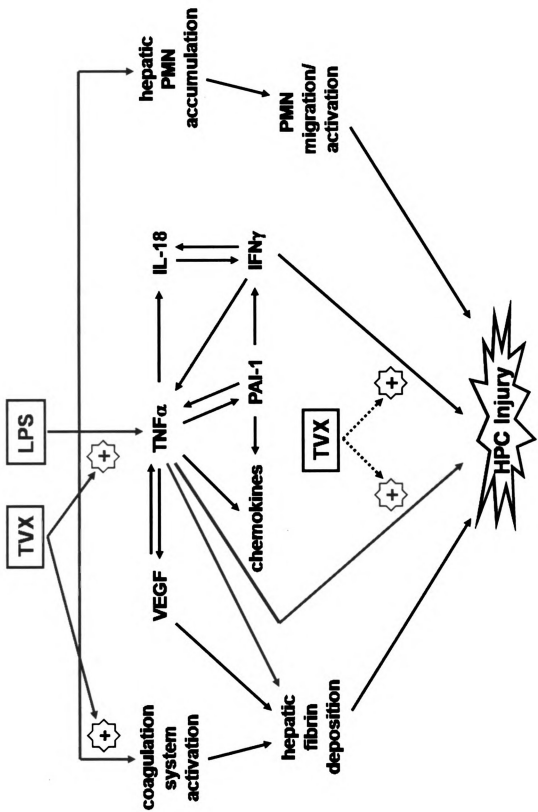 TVX
LPS
+
+
coagulation
system
activation
VEGF
TNFα
IL-18
hepatic
PMN
accumulation
chemokines
PAI-1
IFNγ
PMN
migration/
activation
hepatic
fibrin
deposition
TVX
+
+
HPC Injury